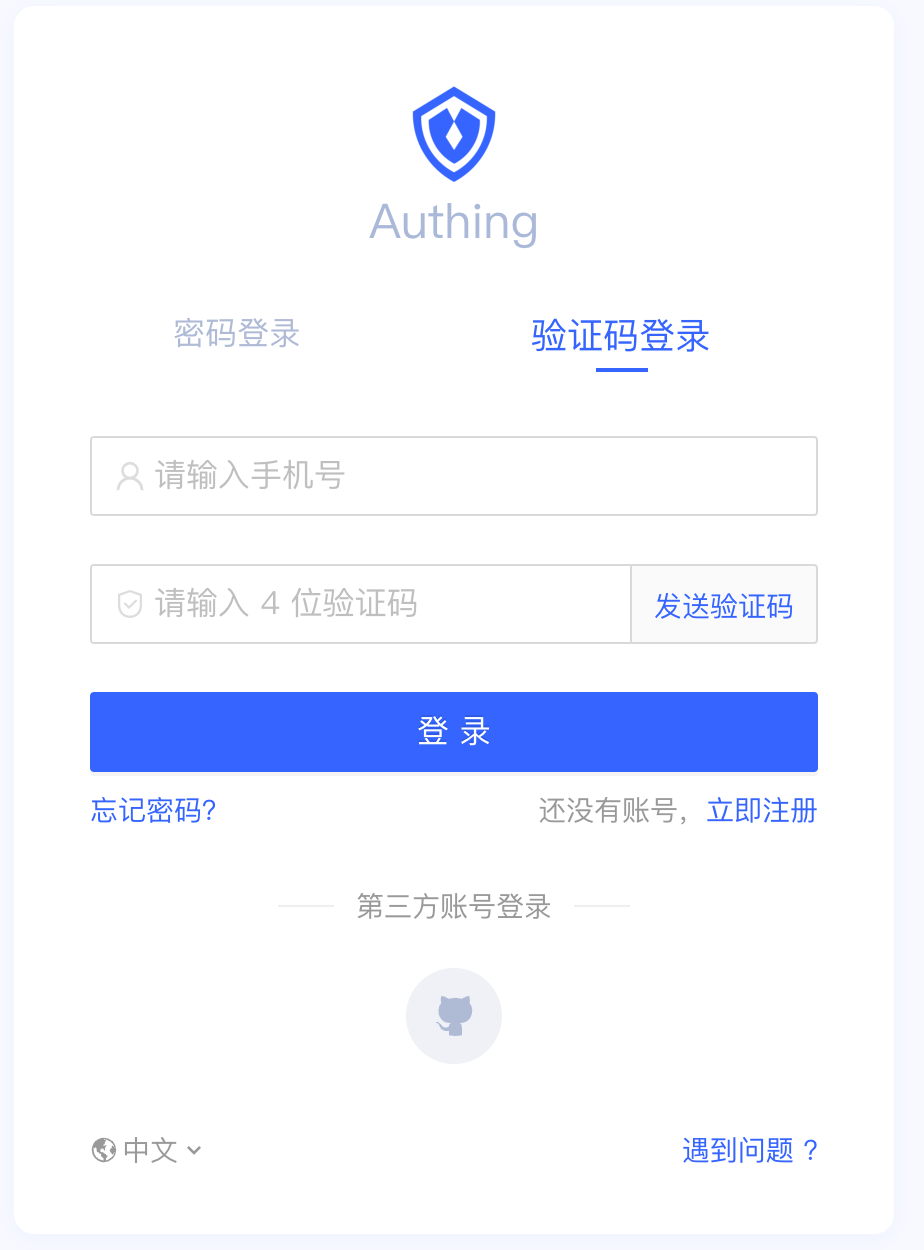 Authing
密码登录 验证码登录
请输入手机号
请输入 4 位验证码 发送验证码
登 录
忘记密码? 还没有账号，立即注册
第三方账号登录
中文 遇到问题 ?